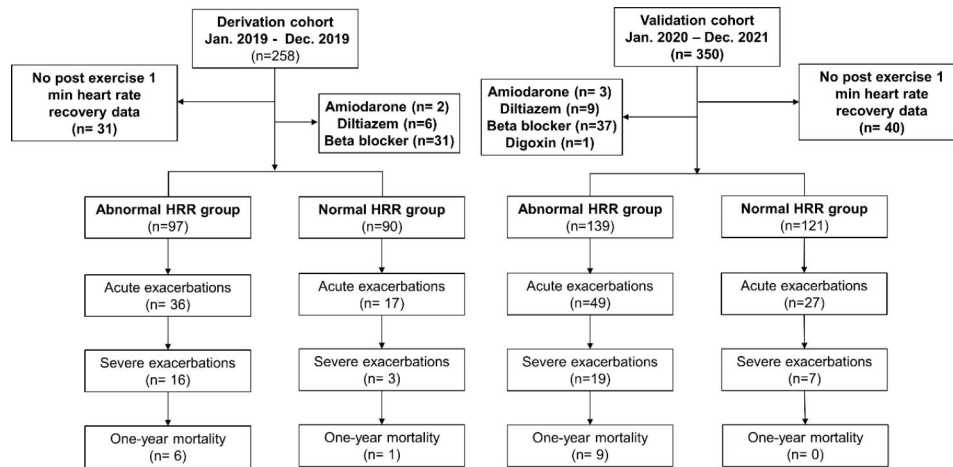 Derivation cohort
Jan. 2019 - Dec. 2019
(n=258)
No post exercise 1
min heart rate
recovery data
(n= 31)
Amiodarone (n= 2)
Diltiazem (n=6)
Beta blocker (n=31)
Abnormal HRR group
(n=97)
Normal HRR group
(n=90)
Acute exacerbations
(n= 36)
Acute exacerbations
(n= 17)
Severe exacerbations
(n= 16)
Severe exacerbations
(n= 3)
One-year mortality
(n= 6)
One-year mortality
(n= 1)
Validation cohort
Jan. 2020 – Dec. 2021
(n= 350)
Amiodarone (n= 3)
Diltiazem (n=9)
Beta blocker (n=37)
Digoxin (n=1)
No post exercise 1
min heart rate
recovery data
(n= 40)
Abnormal HRR group
(n=139)
Normal HRR group
(n=121)
Acute exacerbations
(n=49)
Acute exacerbations
(n=27)
Severe exacerbations
(n=19)
Severe exacerbations
(n=7)
One-year mortality
(n= 9)
One-year mortality
(n= 0)